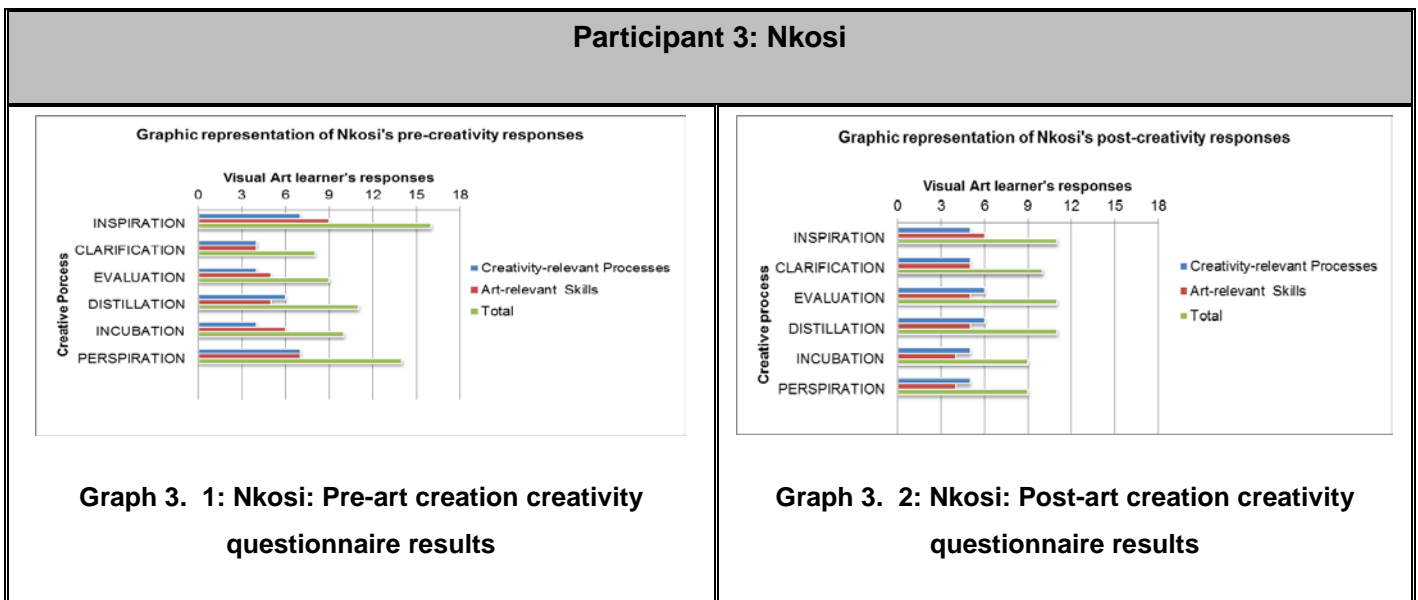 Participant 3: Nkosi
Graphic representation of Nkosi's pre-creativity responses
Visual Art learner's responses
0 3 6 9 12 15 18
Creative Porcess
INSPIRATION
CLARIFICATION
EVALUATION
DISTILLATION
INCUBATION
PERSPIRATION
Creativity-relevant Processes
Art-relevant Skills
Total
Graph 3. 1: Nkosi: Pre-art creation creativity
questionnaire results
Graphic representation of Nkosi's post-creativity responses
Visual Art learner's responses
0 3 6 9 12 15 18
Creative process
INSPIRATION
CLARIFICATION
EVALUATION
DISTILLATION
INCUBATION
PERSPIRATION
Creativity-relevant Processes
Art-relevant Skills
Total
Graph 3. 2: Nkosi: Post-art creation creativity
questionnaire results